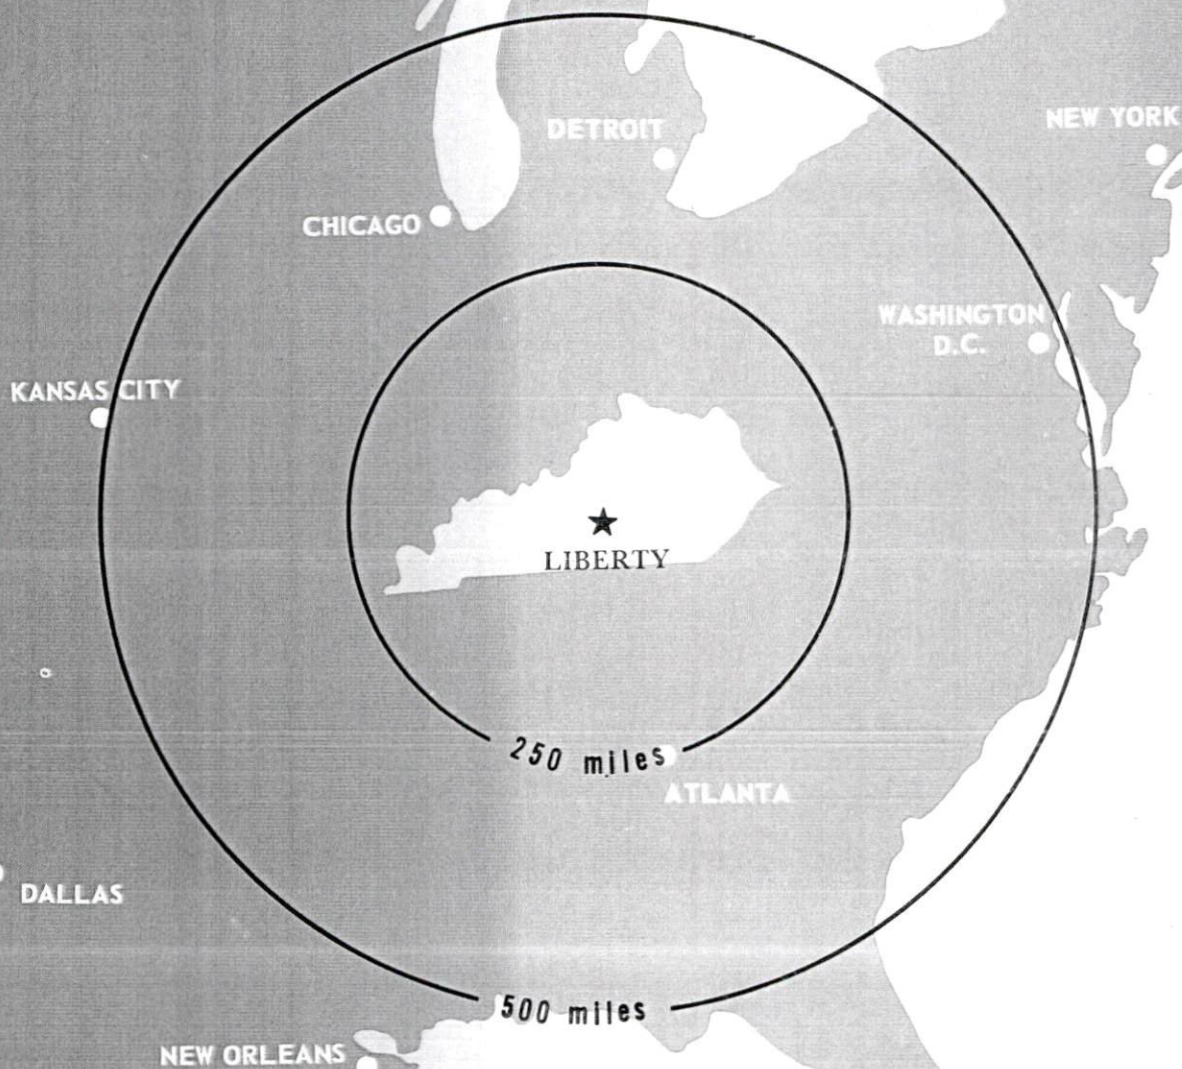 DETROIT
NEW YORK
CHICAGO
WASHINGTON
D.C.
KANSAS CITY
LIBERTY
250 miles
ATLANTA
DALLAS
500 miles
NEW ORLEANS